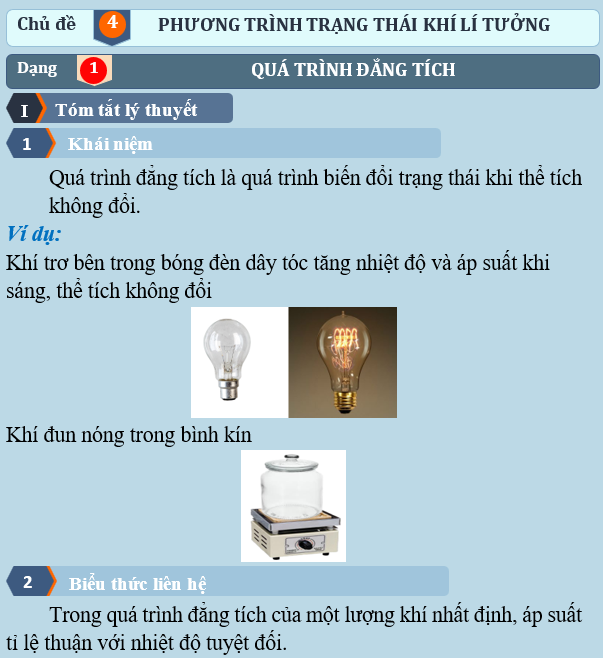 Chủ đề 4 PHƯƠNG TRÌNH TRẠNG THÁI KHÍ LÍ TƯỞNG
Dạng 1 QUÁ TRÌNH ĐẲNG TÍCH
I Tóm tắt lý thuyết
1 Khái niệm
Quá trình đẳng tích là quá trình biến đổi trạng thái khi thể tích
không đổi.
Ví dụ:
Khí trơ bên trong bóng đèn dây tóc tăng nhiệt độ và áp suất khi
sáng, thể tích không đổi
Khí đun nóng trong bình kín
2 Biểu thức liên hệ
Trong quá trình đẳng tích của một lượng khí nhất định, áp suất
tỉ lệ thuận với nhiệt độ tuyệt đối.